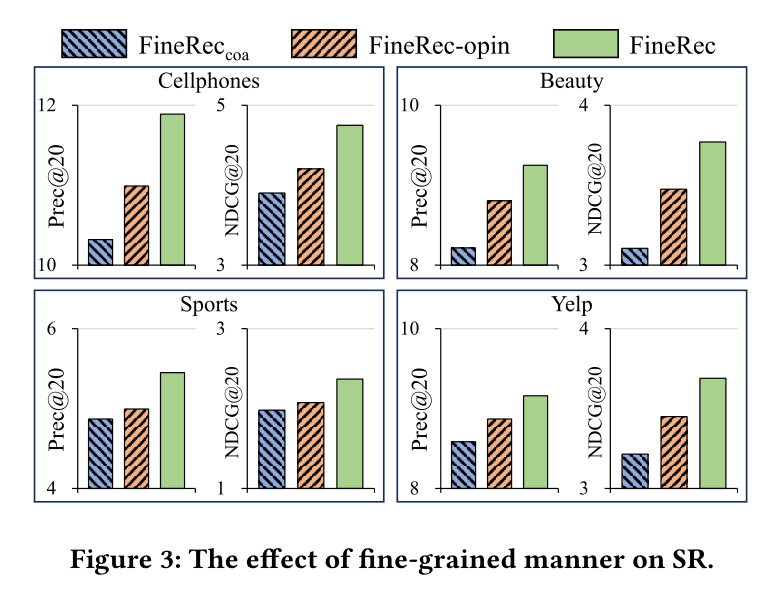 FineRec_coa FineRec-opin FineRec
Cellphones
12
10
Prec@20
5
3
NDCG@20
Beauty
10
8
Prec@20
4
3
NDCG@20
Sports
6
4
Prec@20
3
1
NDCG@20
Yelp
10
8
Prec@20
4
3
NDCG@20
Figure 3: The effect of fine-grained manner on SR.